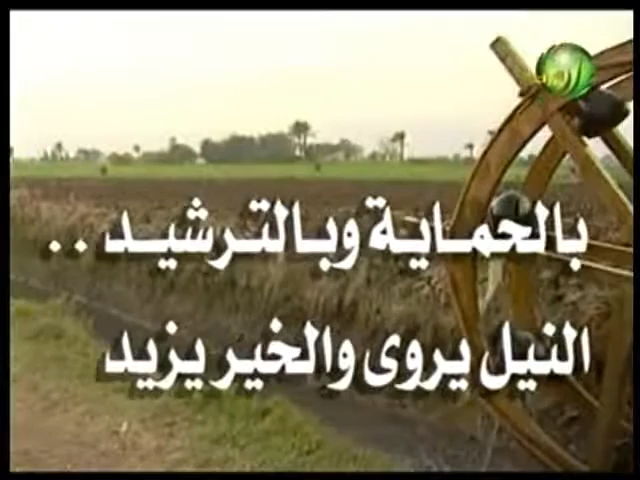 بالحماية وبالترشيد ..
النيل يروى والخير يزيد